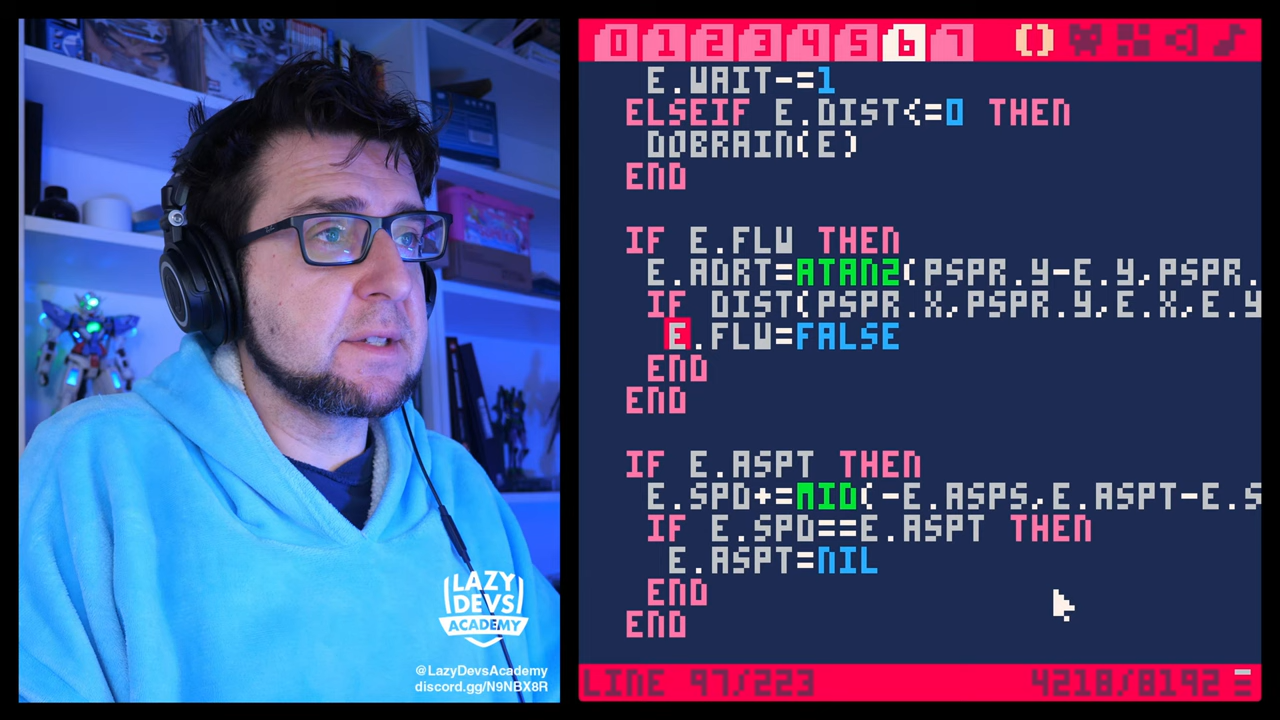 0 1 2 3 4 5 6 7 ()
E.WAIT-=1
ELSEIF E.DIST<=0 THEN
DOBRAIN(E)
END
IF E.FLW THEN
E.ADRT=ATAN2(PSPR.Y-E.Y,PSPR.
IF DIST(PSPR.X,PSPR.Y,E.X,E.Y
E.FLW=FALSE
END
END
IF E.ASPT THEN
E.SPD+=MID(-E.ASPS,E.ASPT-E.S
IF E.SPD==E.ASPT THEN
E.ASPT=NIL
END
END
LINE 97/223 4218/8192
LAZY
DEVS
ACADEMY
@LazyDevsAcademy
discord.gg/N9NBX8R